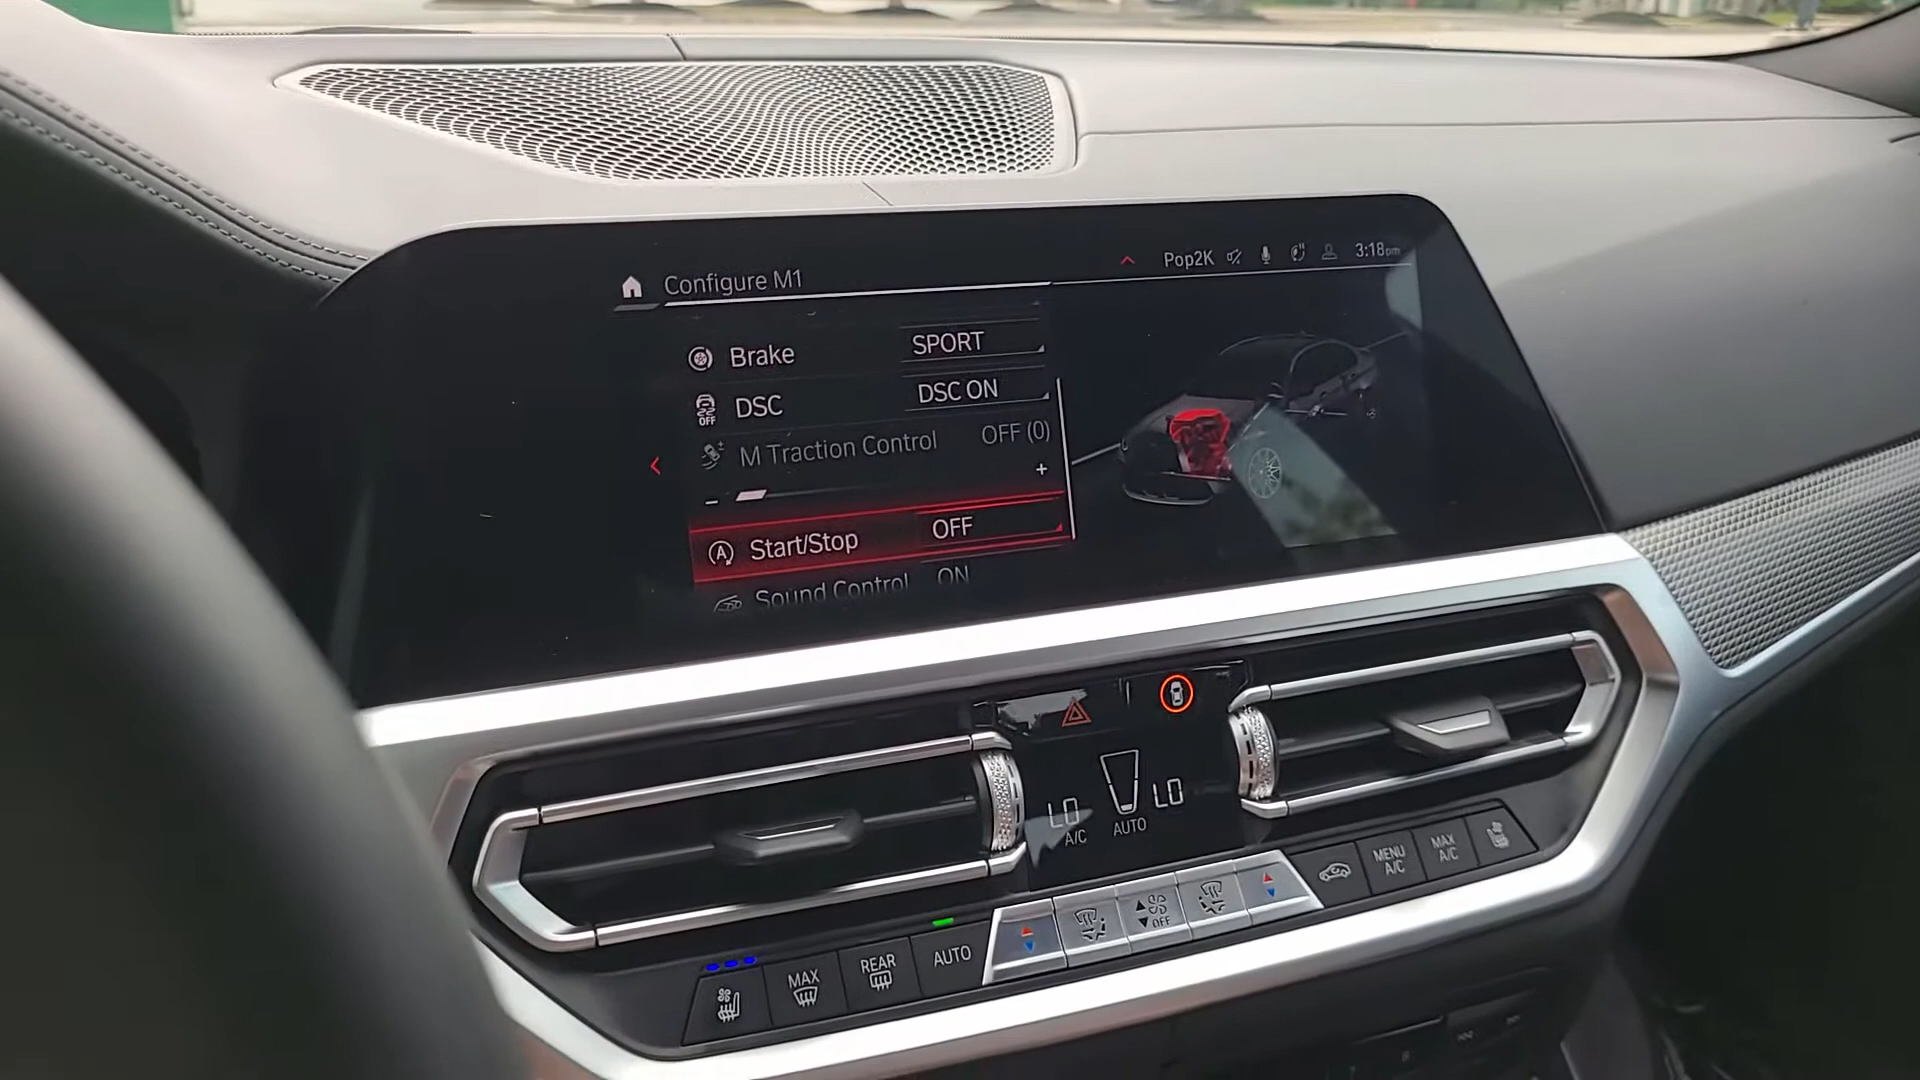 Configure M1
Pop2K
3:18pm
Brake SPORT
OFF DSC DSC ON
M Traction Control OFF (0)
- +
A Start/Stop OFF
Sound Control ON
LO LO
A/C AUTO
MAX
REAR
AUTO
OFF
MENU A/C
MAX A/C